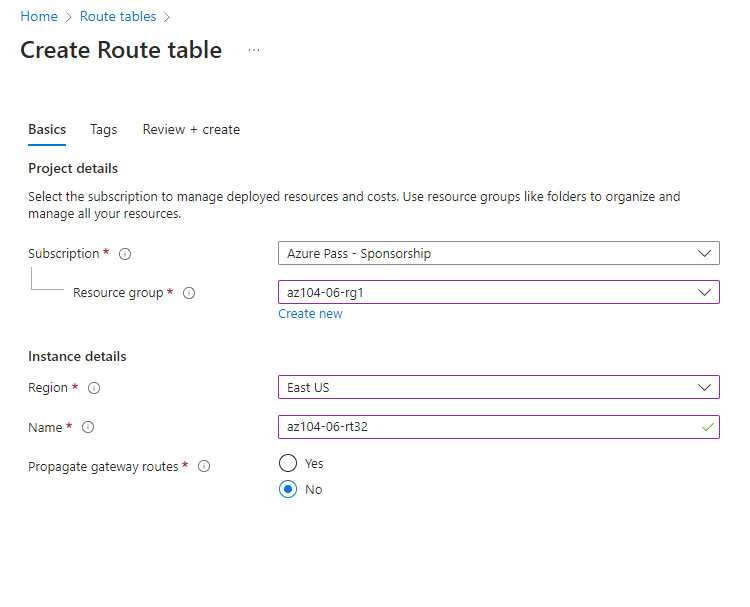 Home > Route tables >
Create Route table ...
Basics Tags Review + create
Project details
Select the subscription to manage deployed resources and costs. Use resource groups like folders to organize and
manage all your resources.
Subscription * Azure Pass - Sponsorship
Resource group * az104-06-rg1
Create new
Instance details
Region * East US
Name * az104-06-rt32
Propagate gateway routes * Yes
No